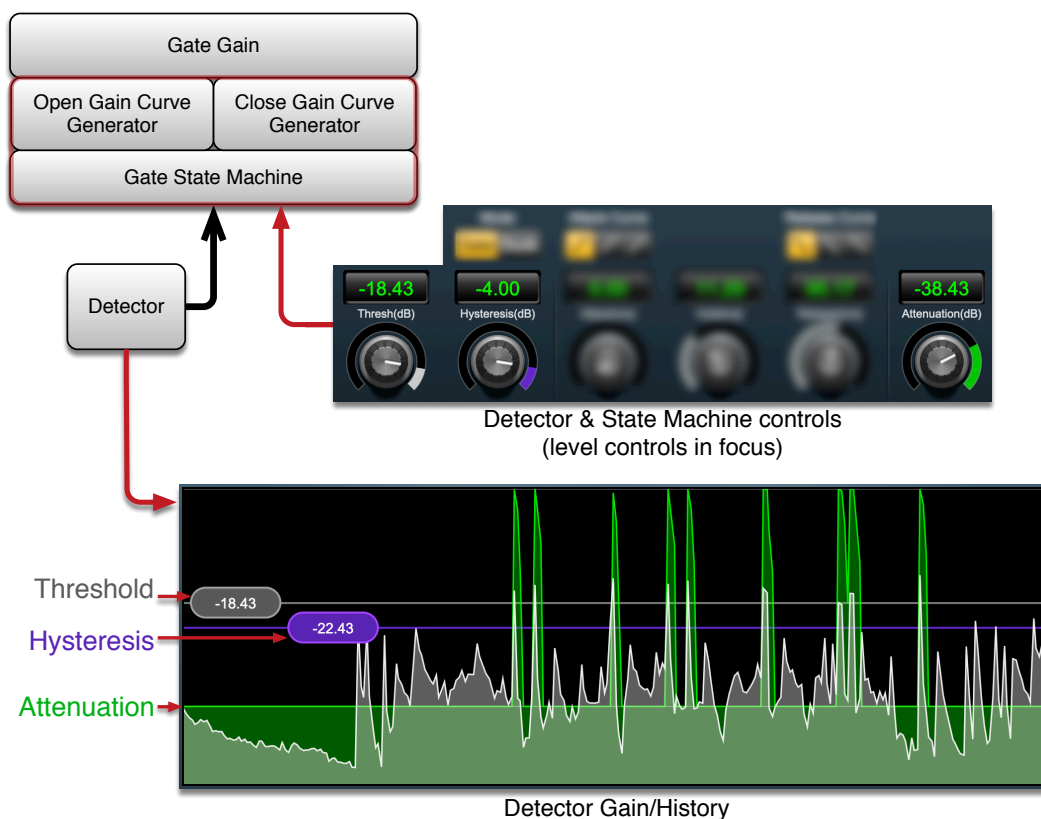 Gate Gain
Open Gain Curve
Generator
Close Gain Curve
Generator
Gate State Machine
Detector
-18.43
Thresh(dB)
-4.00
Hysteresis(dB)
-38.43
Attenuation(dB)
Detector & State Machine controls
(level controls in focus)
Threshold
-18.43
Hysteresis
-22.43
Attenuation
Detector Gain/History